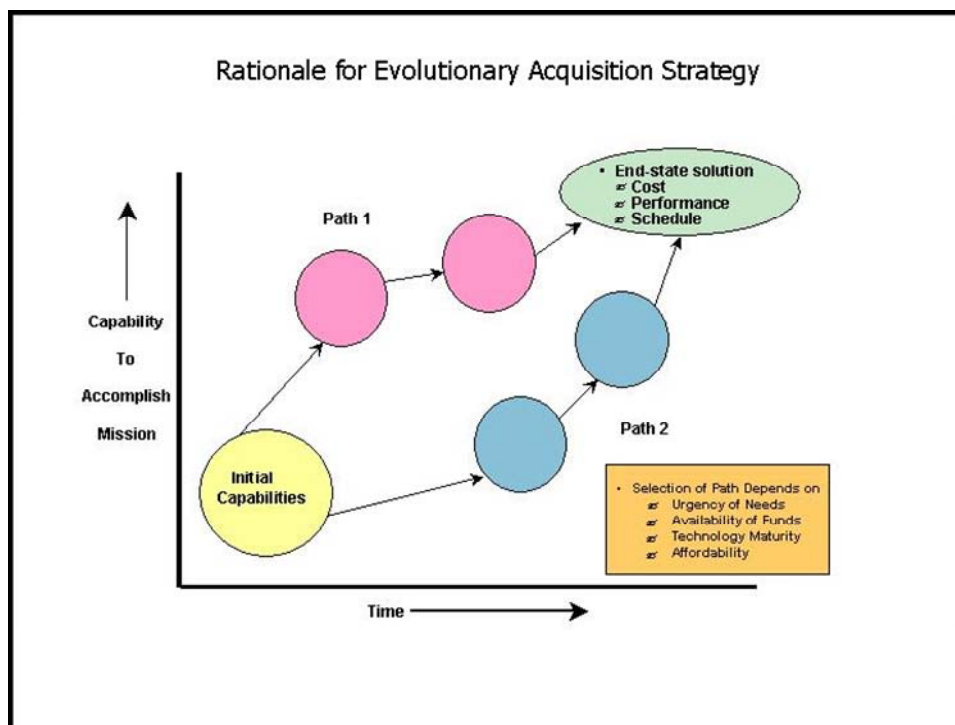 Rationale for Evolutionary Acquisition Strategy
• End-state solution
Cost
Performance
Schedule
Path 1
Capability
To
Accomplish
Mission
Path 2
Initial
Capabilities
• Selection of Path Depends on
Urgency of Needs
Availability of Funds
Technology Maturity
Affordability
Time